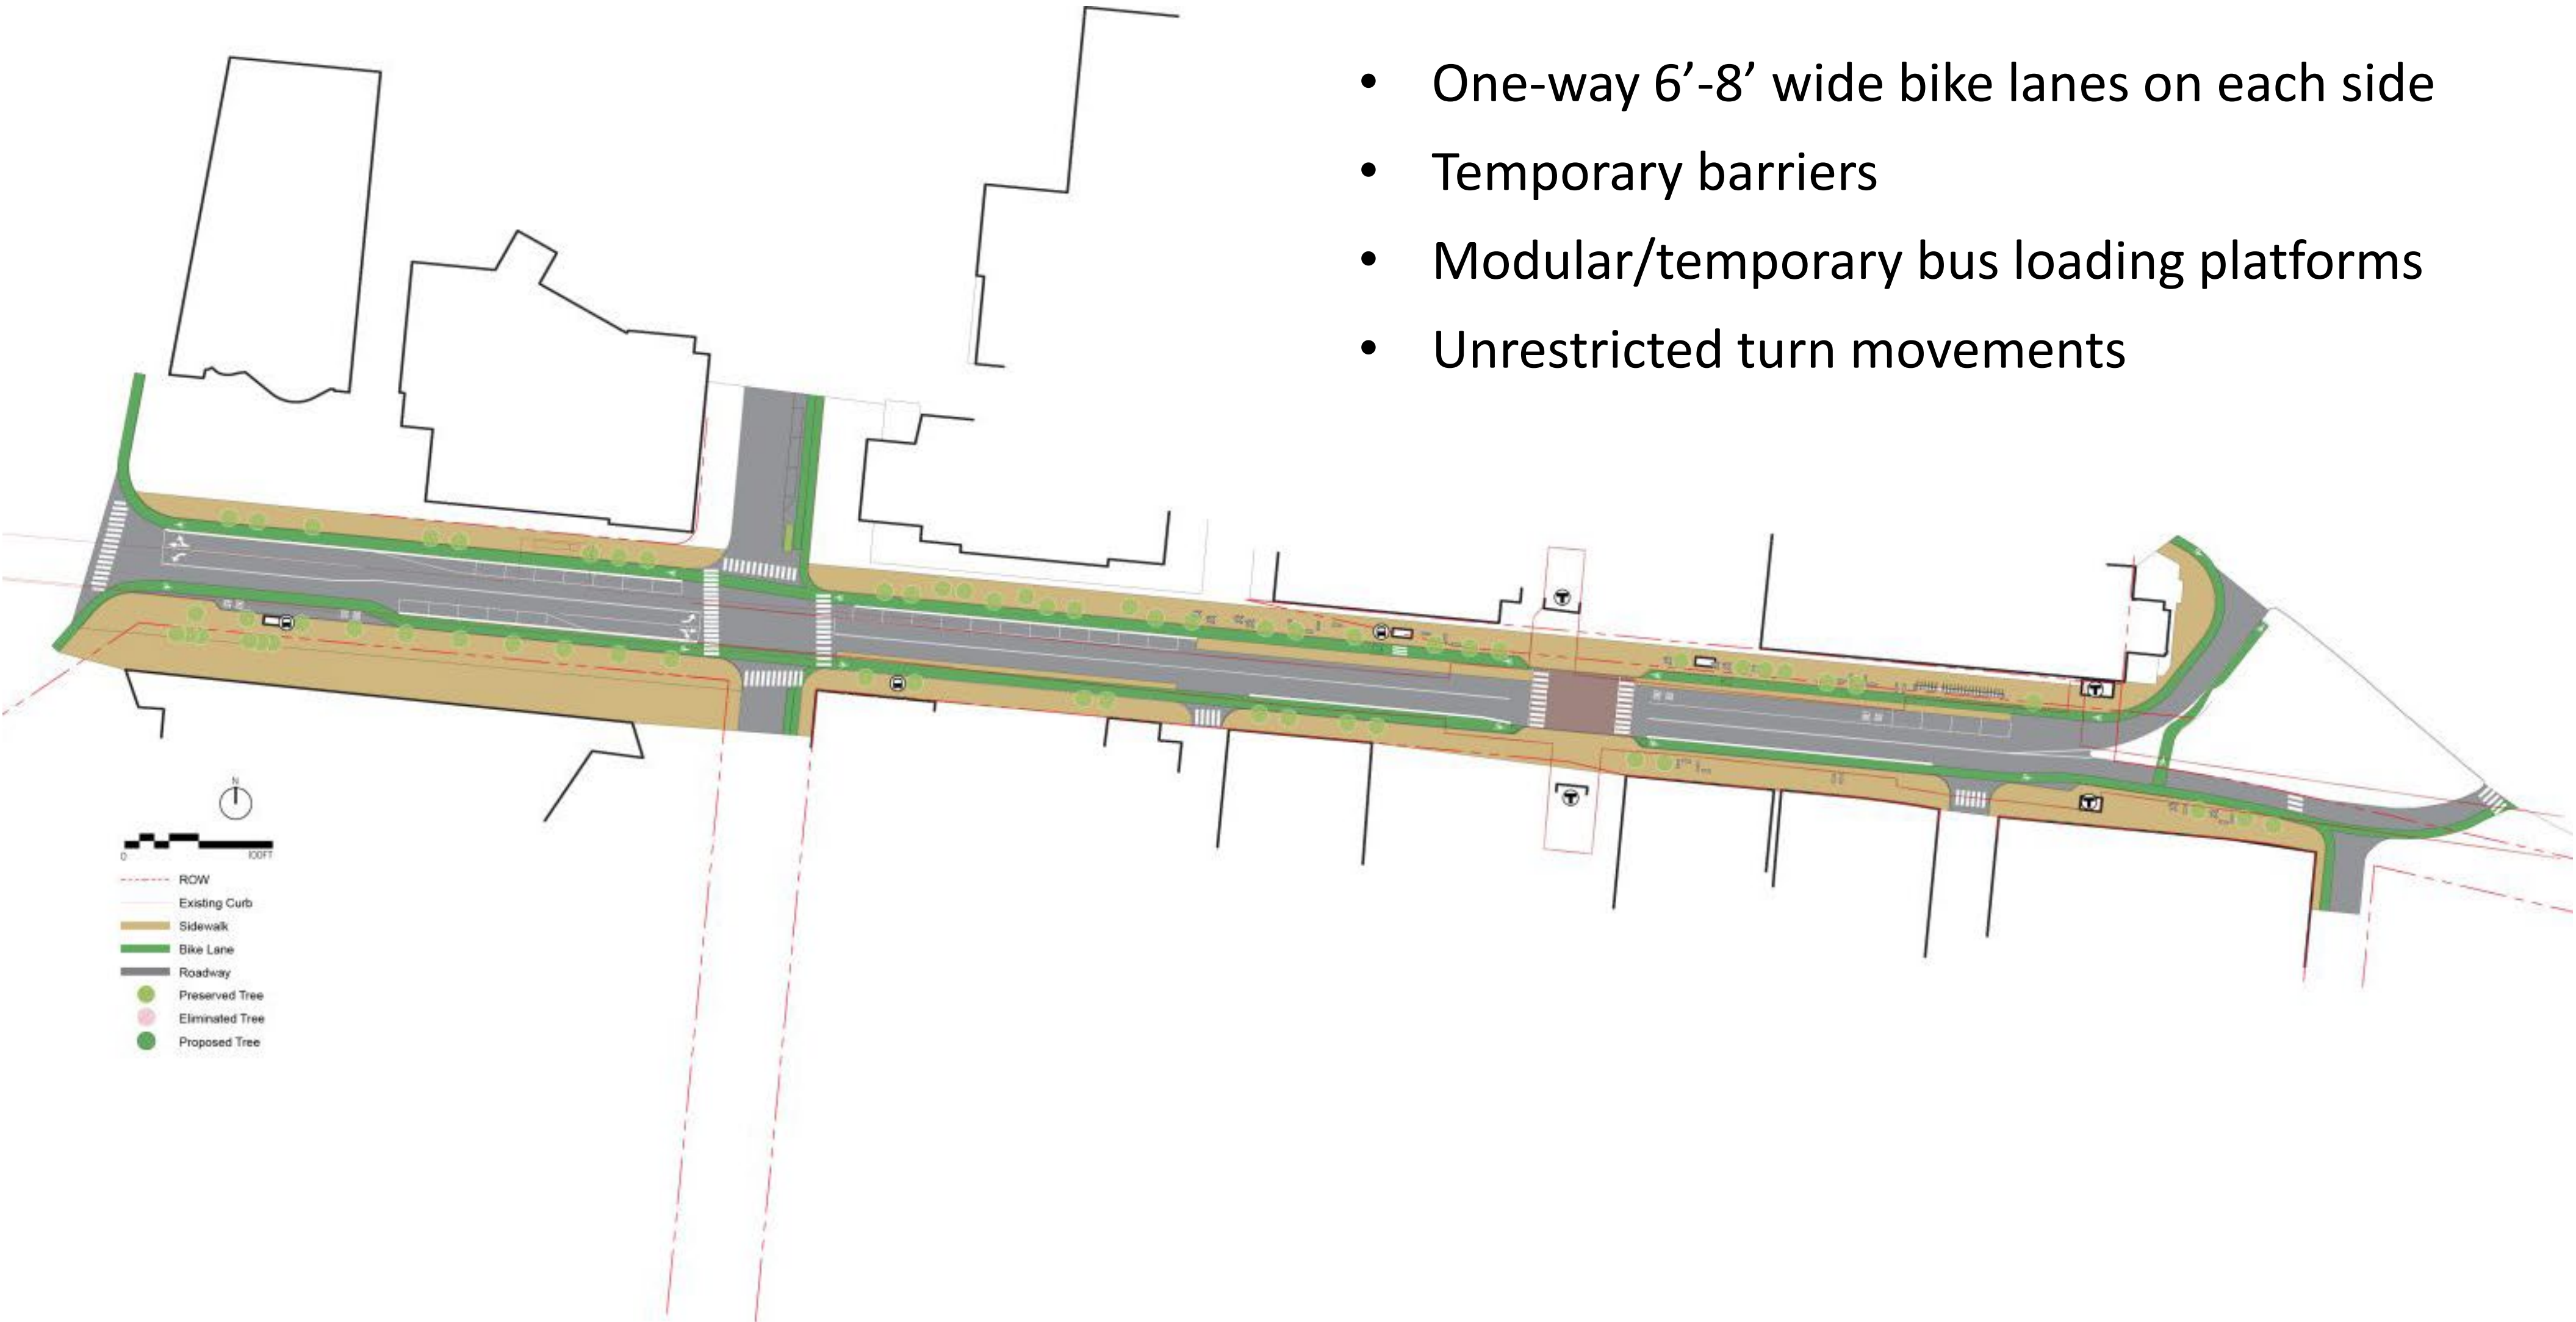 • One-way 6’-8’ wide bike lanes on each side
• Temporary barriers
• Modular/temporary bus loading platforms
• Unrestricted turn movements
T
T
T
T
N
0
100FT
ROW
Existing Curb
Sidewalk
Bike Lane
Roadway
Preserved Tree
Eliminated Tree
Proposed Tree